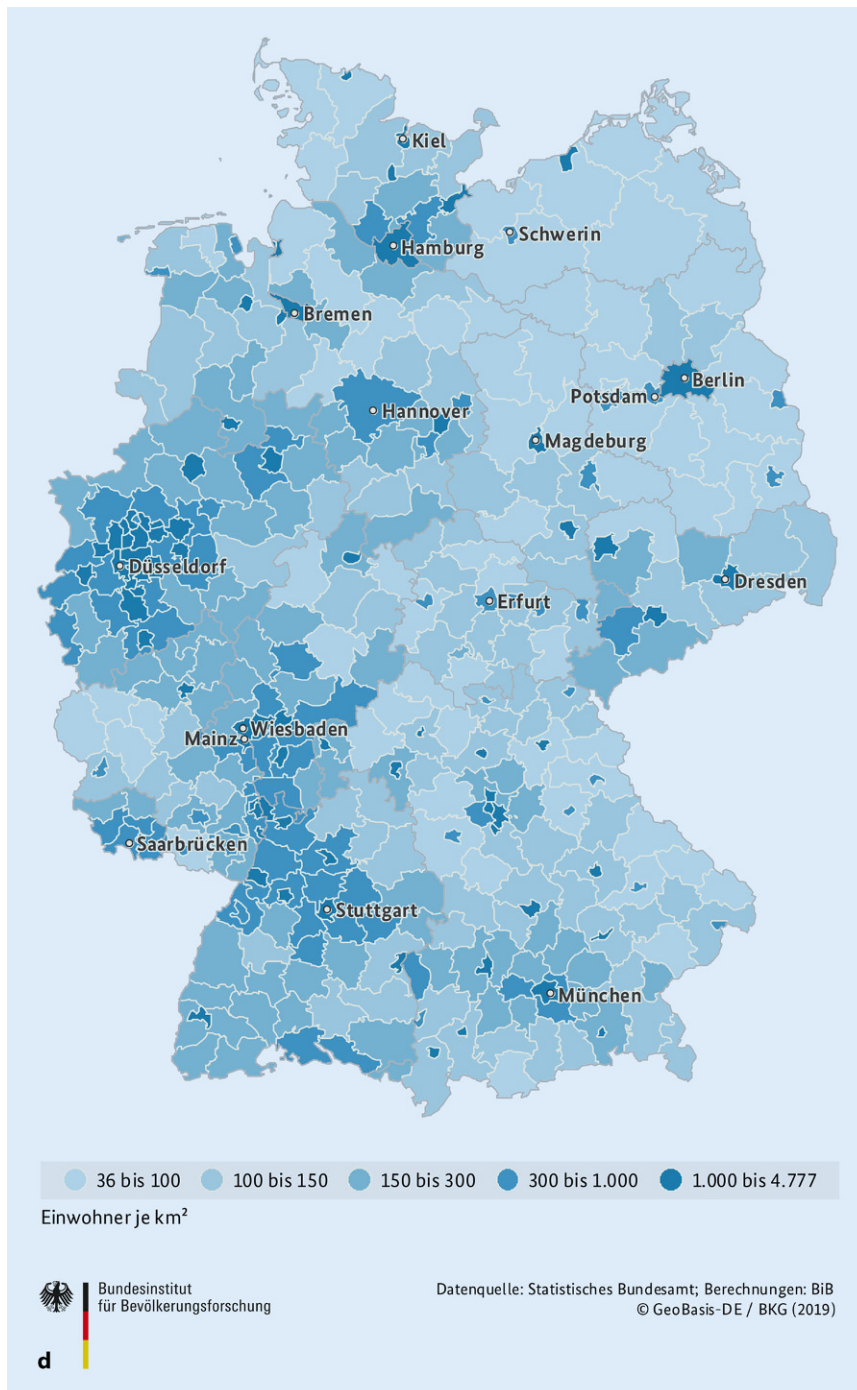 Kiel
Schwerin
Hamburg
Bremen
Berlin
Potsdam
Hannover
Magdeburg
Düsseldorf
Dresden
Erfurt
Wiesbaden
Mainz
Saarbrücken
Stuttgart
München
36 bis 100 100 bis 150 150 bis 300 300 bis 1.000 1.000 bis 4.777
Einwohner je km²
Bundesinstitut
für Bevölkerungsforschung
Datenquelle: Statistisches Bundesamt; Berechnungen: BiB
© GeoBasis-DE / BKG (2019)
d